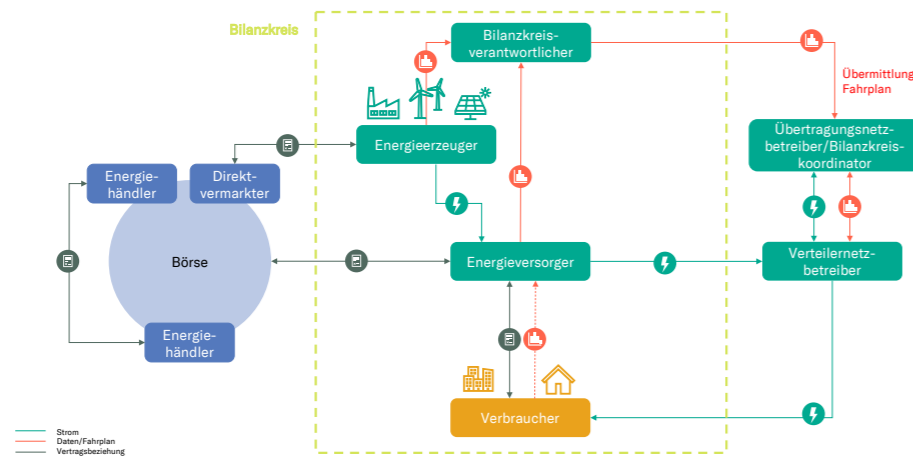 Bilanzkreis
Bilanzkreis-
verantwortlicher
Übermittlung
Fahrplan
Energieerzeuger
Übertragungsnetz-
betreiber/Bilanzkreis-
koordinator
Energie-
händler
Direkt-
vermarkter
Börse
Energieversorger
Verteilernetz-
betreiber
Energie-
händler
Verbraucher
Strom
Daten/Fahrplan
Vertragsbeziehung